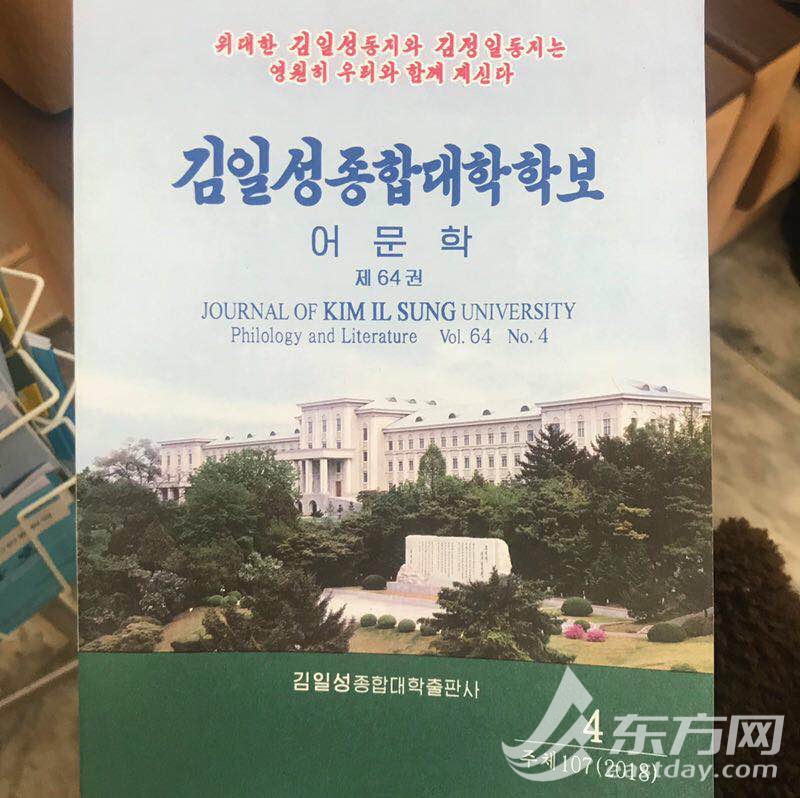 위대한 김일성동지와 김정일동지는
영원히 우리와 함께 계신다
김일성종합대학학보
어문학
제 64 권
JOURNAL OF KIM IL SUNG UNIVERSITY
Philology and Literature Vol. 64 No. 4
김일성종합대학출판사
4
주체107(2018)
东方网
eastday.com